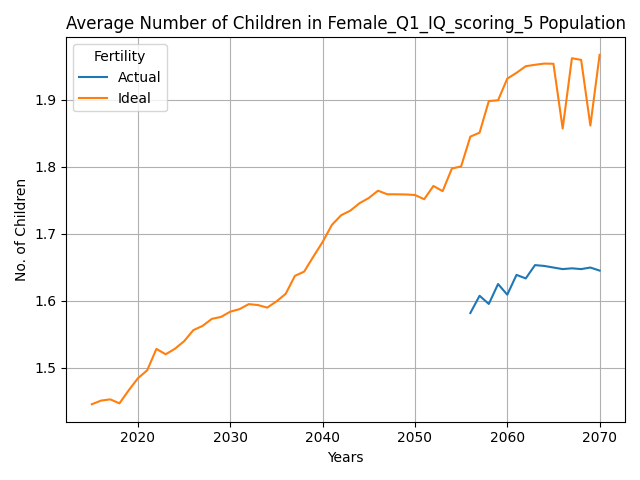 Average Number of Children in Female_Q1_IQ_scoring_5 Population
Fertility
Actual
Ideal
No. of Children
1.9
1.8
1.7
1.6
1.5
2020 2030 2040 2050 2060 2070
Years